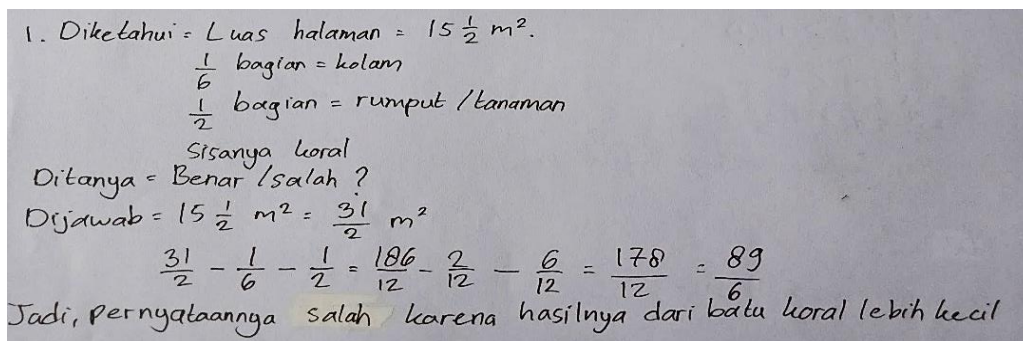 1. Diketahui = Luas halaman = 15 1/2 m².
1/6 bagian = kolam
1/2 bagian = rumput / tanaman
Sisanya koral
Ditanya = Benar / salah ?
Dijawab = 15 1/2 m² = 31/2 m²
31/2 - 1/6 - 1/2 = 186/12 - 2/12 - 6/12 = 178/12 = 89/6
Jadi, pernyataannya salah karena hasilnya dari batu koral lebih kecil